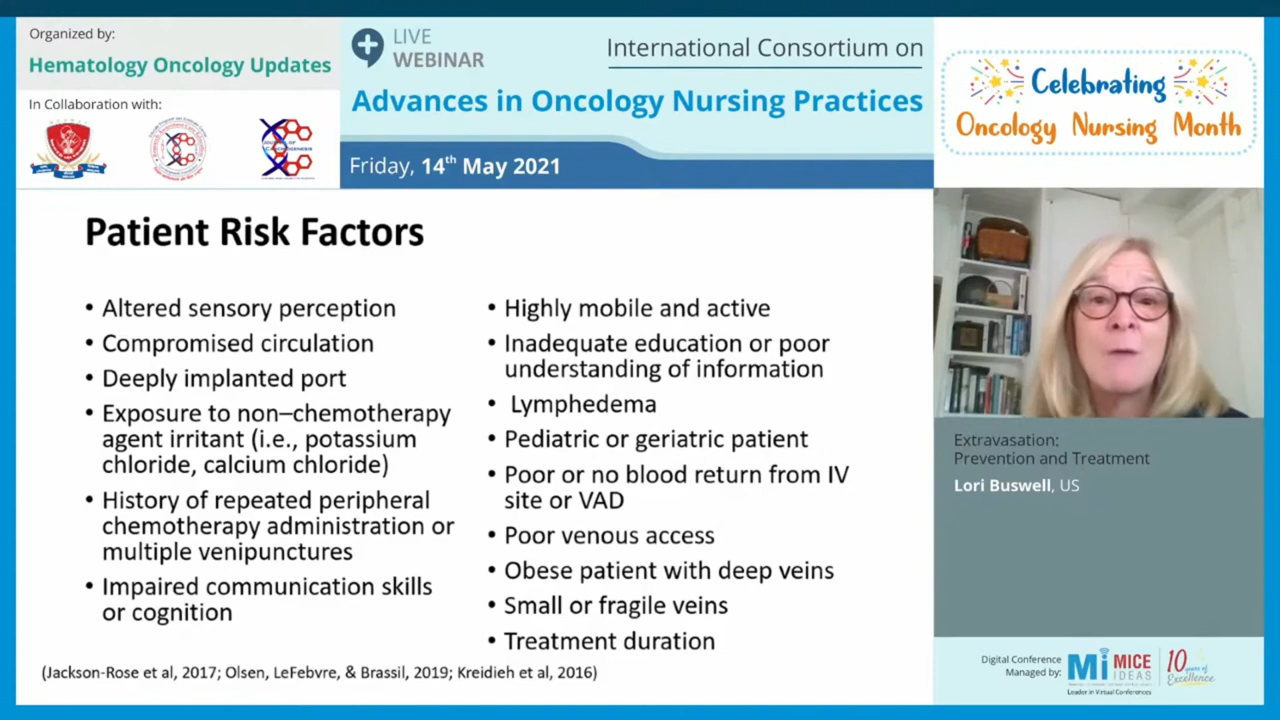 Organized by:
Hematology Oncology Updates
In Collaboration with:
LIVE
WEBINAR
International Consortium on
Advances in Oncology Nursing Practices
Friday, 14th May 2021
Celebrating
Oncology Nursing Month
Patient Risk Factors
• Altered sensory perception
• Compromised circulation
• Deeply implanted port
• Exposure to non–chemotherapy
agent irritant (i.e., potassium
chloride, calcium chloride)
• History of repeated peripheral
chemotherapy administration or
multiple venipunctures
• Impaired communication skills
or cognition
• Highly mobile and active
• Inadequate education or poor
understanding of information
• Lymphedema
• Pediatric or geriatric patient
• Poor or no blood return from IV
site or VAD
• Poor venous access
• Obese patient with deep veins
• Small or fragile veins
• Treatment duration
(Jackson-Rose et al, 2017; Olsen, LeFebvre, & Brassil, 2019; Kreidieh et al, 2016)
Extravasation:
Prevention and Treatment
Lori Buswell, US
Digital Conference
Managed by:
Mi MICE
IDEAS
Leader in Virtual Conferences
10 years of
Excellence